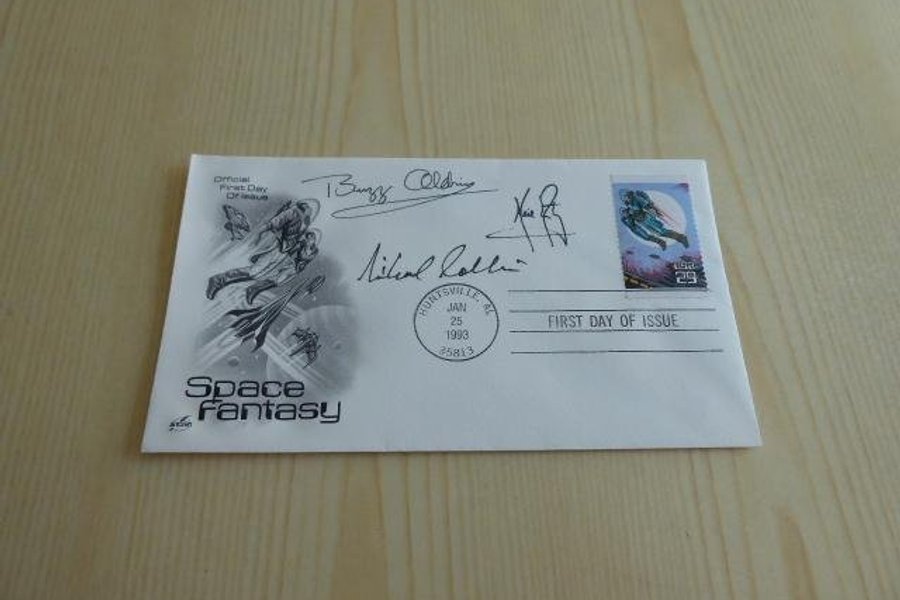 Official
First Day
Of Issue
Buzz Aldrin
Michael Collins
USA
29
HUNTSVILLE, AL
JAN
25
1993
35813
FIRST DAY OF ISSUE
Space
Fantasy